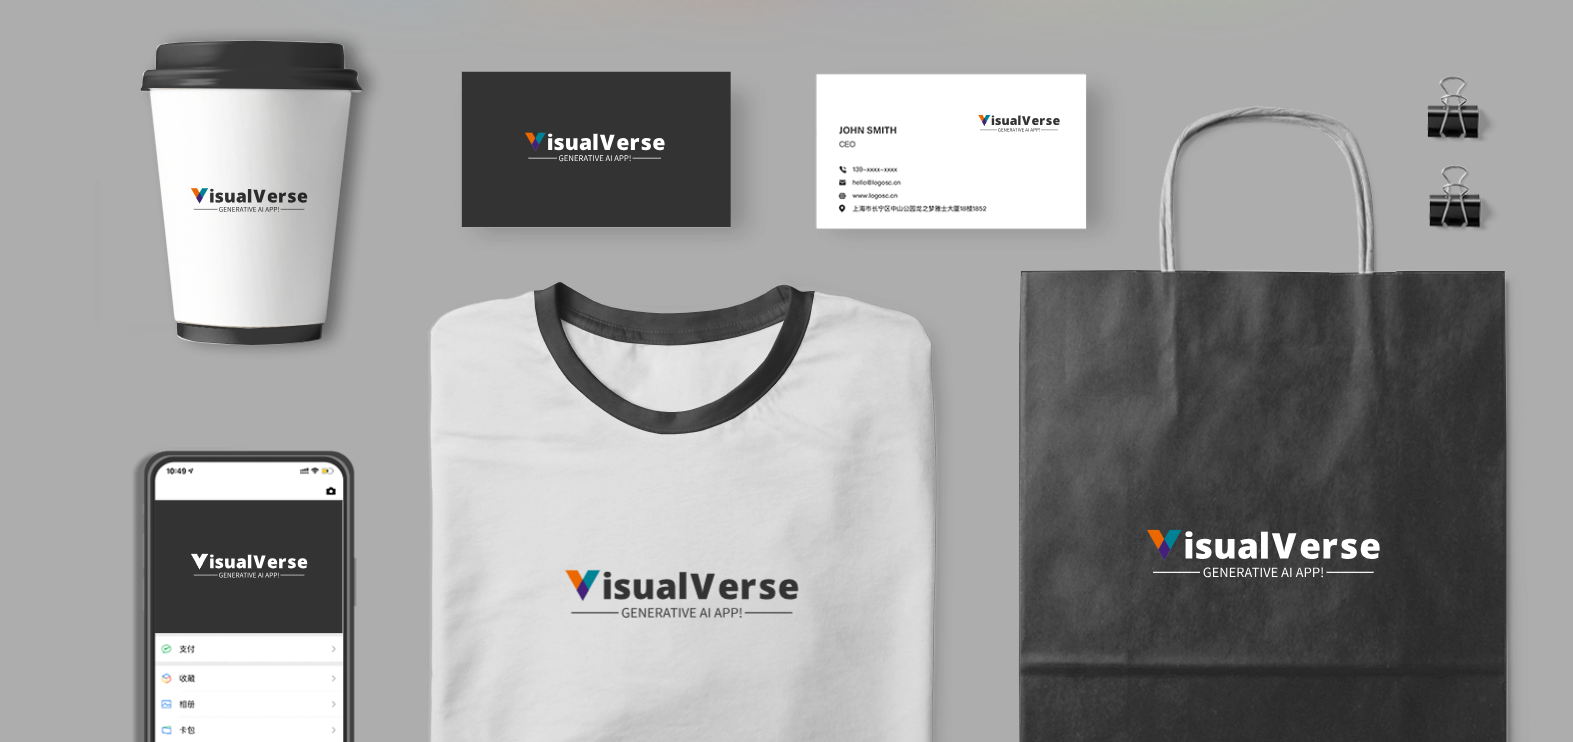 VisualVerse
GENERATIVE AI APP!
VisualVerse
GENERATIVE AI APP!
VisualVerse
GENERATIVE AI APP!
JOHN SMITH
CEO
139-xxxx-xxxx
hello@logosc.cn
www.logosc.cn
上海市长宁区中山公园龙之梦雅士大厦18楼1852
10:49
VisualVerse
GENERATIVE AI APP!
支付
收藏
相册
卡包
VisualVerse
GENERATIVE AI APP!
VisualVerse
GENERATIVE AI APP!